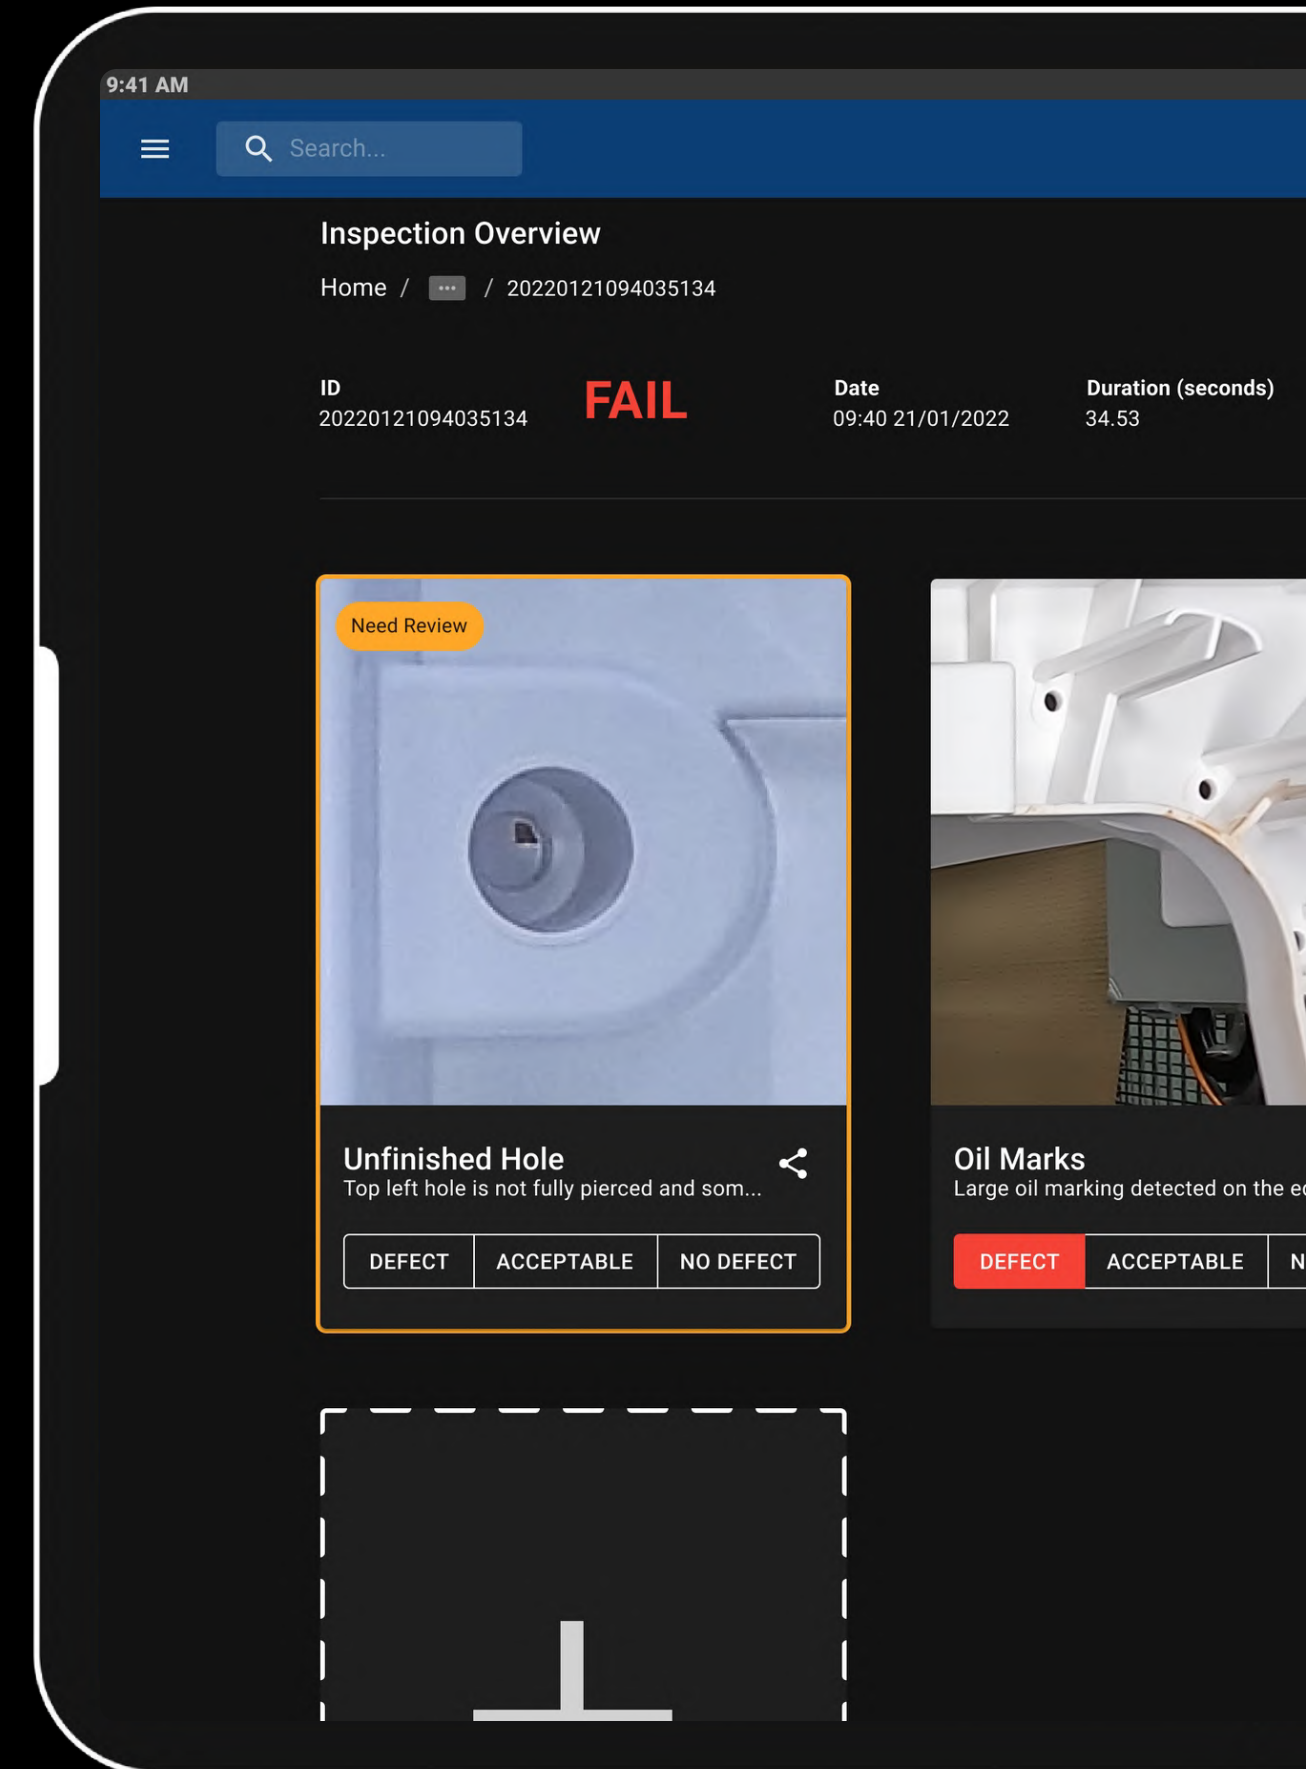 9:41 AM
Search...
Inspection Overview
Home / ... / 20220121094035134
ID
20220121094035134
FAIL
Date
09:40 21/01/2022
Duration (seconds)
34.53
Need Review
Unfinished Hole
Top left hole is not fully pierced and som...
DEFECT ACCEPTABLE NO DEFECT
Oil Marks
Large oil marking detected on the
DEFECT ACCEPTABLE